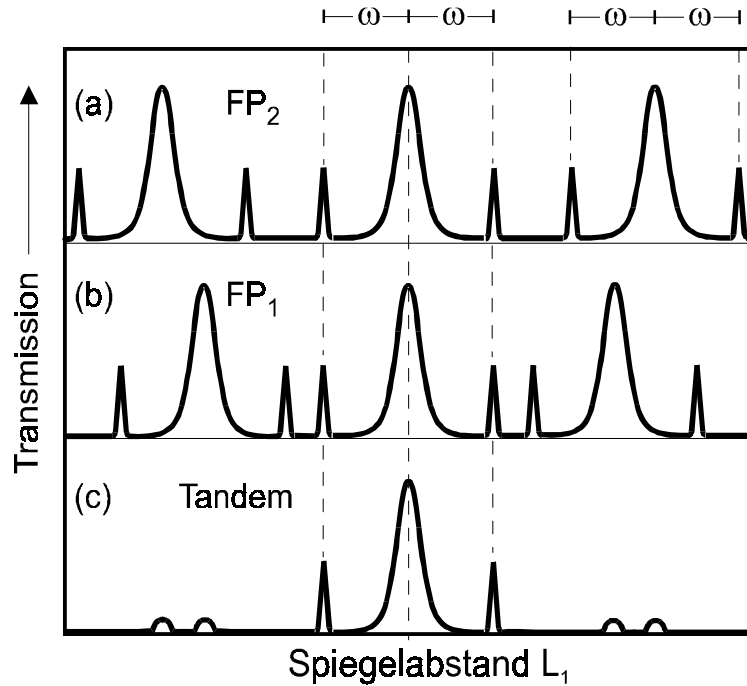 ω ω ω ω
(a) FP₂
(b) FP₁
(c) Tandem
Transmission
Spiegelabstand L₁